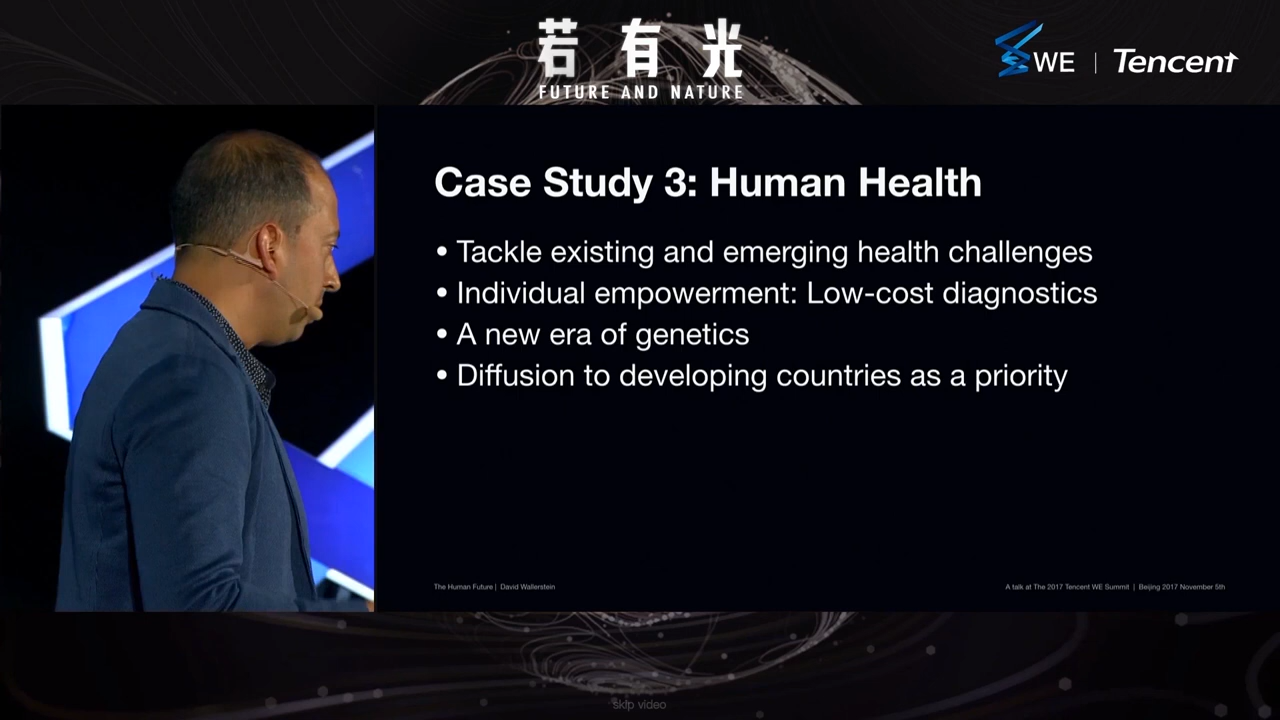 若有光
FUTURE AND NATURE
WE | Tencent
Case Study 3: Human Health
• Tackle existing and emerging health challenges
• Individual empowerment: Low-cost diagnostics
• A new era of genetics
• Diffusion to developing countries as a priority
The Human Future | David Wallerstein
A talk at The 2017 Tencent WE Summit | Beijing 2017 November 5th
skip video